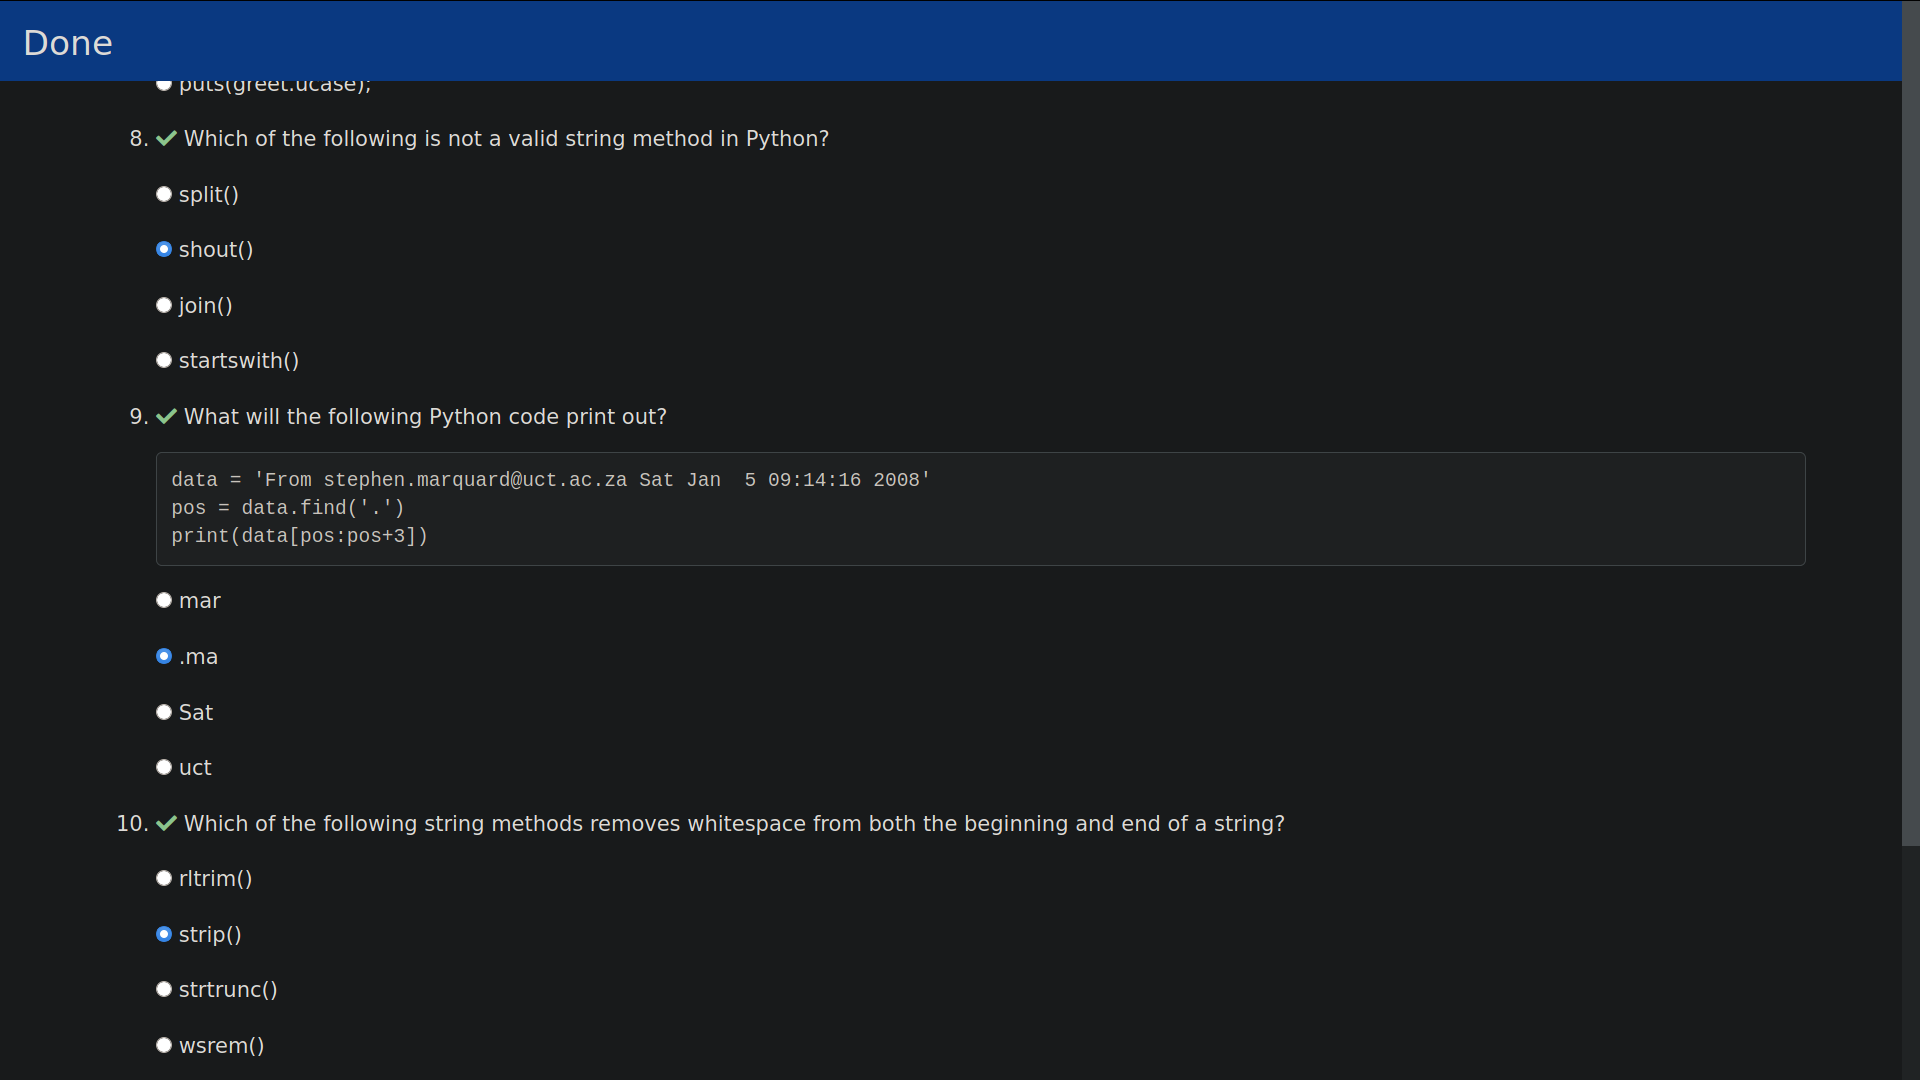 Done
puts(greet.ucase);
8. Which of the following is not a valid string method in Python?
split()
shout()
join()
startswith()
9. What will the following Python code print out?
data = 'From stephen.marquard@uct.ac.za Sat Jan  5 09:14:16 2008'
pos = data.find('.')
print(data[pos:pos+3])
mar
.ma
Sat
uct
10. Which of the following string methods removes whitespace from both the beginning and end of a string?
rltrim()
strip()
strtrunc()
wsrem()